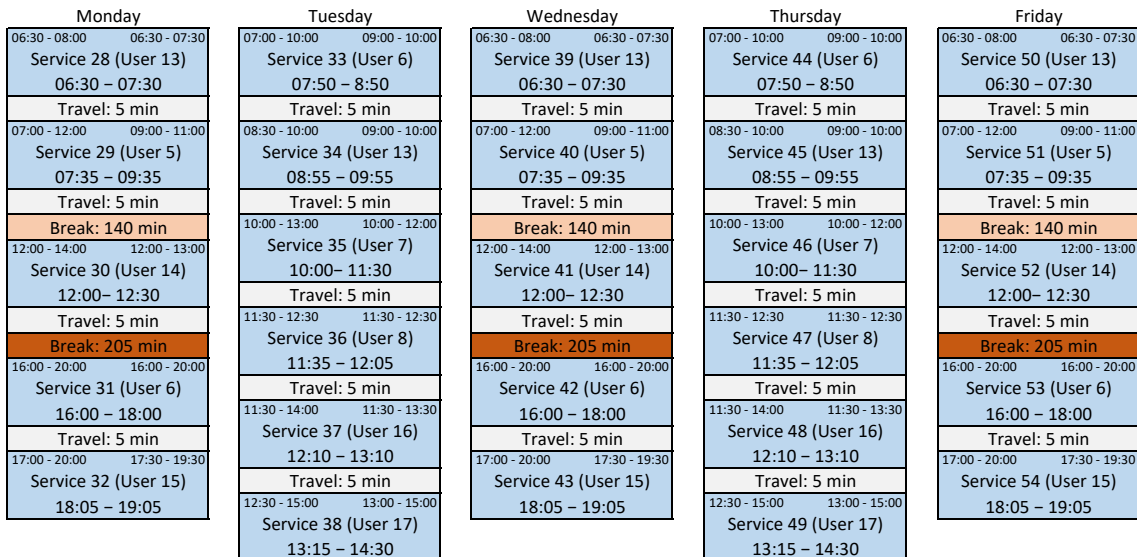 Monday
06:30 - 08:00 06:30 - 07:30
Service 28 (User 13)
06:30 – 07:30
Travel: 5 min
07:00 - 12:00 09:00 - 11:00
Service 29 (User 5)
07:35 – 09:35
Travel: 5 min
Break: 140 min
12:00 - 14:00 12:00 - 13:00
Service 30 (User 14)
12:00– 12:30
Travel: 5 min
Break: 205 min
16:00 - 20:00 16:00 - 20:00
Service 31 (User 6)
16:00 – 18:00
Travel: 5 min
17:00 - 20:00 17:30 - 19:30
Service 32 (User 15)
18:05 – 19:05
Tuesday
07:00 - 10:00 09:00 - 10:00
Service 33 (User 6)
07:50 – 8:50
Travel: 5 min
08:30 - 10:00 09:00 - 10:00
Service 34 (User 13)
08:55 – 09:55
Travel: 5 min
10:00 - 13:00 10:00 - 12:00
Service 35 (User 7)
10:00– 11:30
Travel: 5 min
11:30 - 12:30 11:30 - 12:30
Service 36 (User 8)
11:35 – 12:05
Travel: 5 min
11:30 - 14:00 11:30 - 13:30
Service 37 (User 16)
12:10 – 13:10
Travel: 5 min
12:30 - 15:00 13:00 - 15:00
Service 38 (User 17)
13:15 – 14:30
Wednesday
06:30 - 08:00 06:30 - 07:30
Service 39 (User 13)
06:30 – 07:30
Travel: 5 min
07:00 - 12:00 09:00 - 11:00
Service 40 (User 5)
07:35 – 09:35
Travel: 5 min
Break: 140 min
12:00 - 14:00 12:00 - 13:00
Service 41 (User 14)
12:00– 12:30
Travel: 5 min
Break: 205 min
16:00 - 20:00 16:00 - 20:00
Service 42 (User 6)
16:00 – 18:00
Travel: 5 min
17:00 - 20:00 17:30 - 19:30
Service 43 (User 15)
18:05 – 19:05
Thursday
07:00 - 10:00 09:00 - 10:00
Service 44 (User 6)
07:50 – 8:50
Travel: 5 min
08:30 - 10:00 09:00 - 10:00
Service 45 (User 13)
08:55 – 09:55
Travel: 5 min
10:00 - 13:00 10:00 - 12:00
Service 46 (User 7)
10:00– 11:30
Travel: 5 min
11:30 - 12:30 11:30 - 12:30
Service 47 (User 8)
11:35 – 12:05
Travel: 5 min
11:30 - 14:00 11:30 - 13:30
Service 48 (User 16)
12:10 – 13:10
Travel: 5 min
12:30 - 15:00 13:00 - 15:00
Service 49 (User 17)
13:15 – 14:30
Friday
06:30 - 08:00 06:30 - 07:30
Service 50 (User 13)
06:30 – 07:30
Travel: 5 min
07:00 - 12:00 09:00 - 11:00
Service 51 (User 5)
07:35 – 09:35
Travel: 5 min
Break: 140 min
12:00 - 14:00 12:00 - 13:00
Service 52 (User 14)
12:00– 12:30
Travel: 5 min
Break: 205 min
16:00 - 20:00 16:00 - 20:00
Service 53 (User 6)
16:00 – 18:00
Travel: 5 min
17:00 - 20:00 17:30 - 19:30
Service 54 (User 15)
18:05 – 19:05